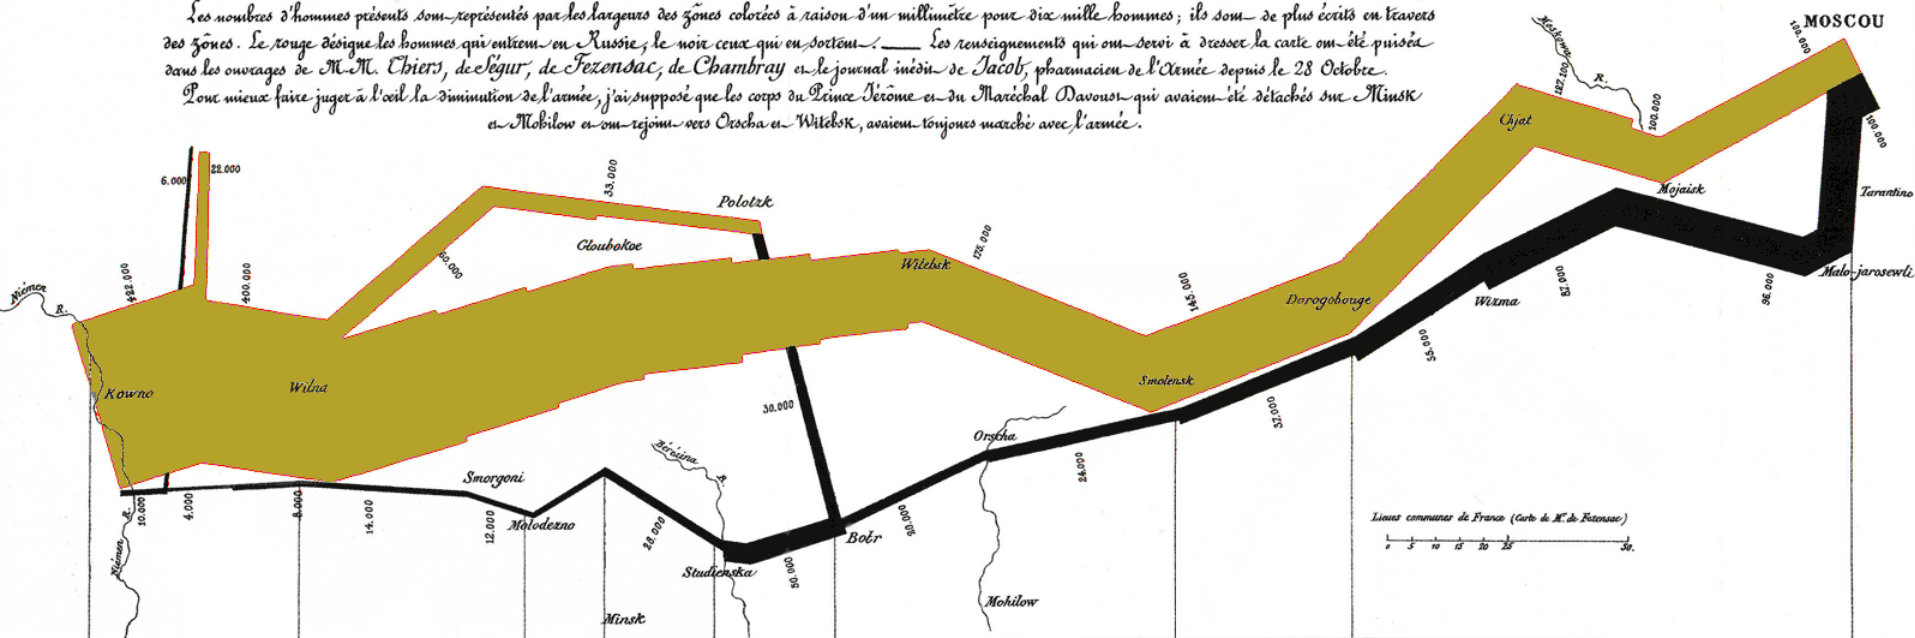 Les nombres d'hommes présents sont représentés par les largeurs des zônes colorées à raison d'un millimètre pour dix mille hommes; ils sont de plus écrits en travers
des zônes. Le rouge désigne les hommes qui entrent en Russie, le noir ceux qui en sortent. — Les renseignements qui ont servi à dresser la carte ont été puisés
dans les ouvrages de M.M. Thiers, de Ségur, de Fezensac, de Chambray et le journal inédit de Jacob, pharmacien de l'Armée depuis le 28 Octobre.
Pour mieux faire juger à l'œil la diminution de l'armée, j'ai supposé que les corps du Prince Jérôme et du Maréchal Davoust qui avaient été détachés sur Minsk
et Mohilow et ont rejoint vers Orscha et Witebsk, avaient toujours marché avec l'armée.
MOSCOU
100.000
Moskowa
R.
187.100
100.000
Chjat
Mojaisk
100.000
Tarantino
Malo-jarosewli
6.000
22.000
33.000
Polotzk
Gloubokoe
60.000
Witebsk
175.000
Niémen
R.
422.000
400.000
145.000
Dorogobouge
Wizma
82.000
96.000
55.000
Kowno
Wilna
Smolensk
30.000
37.000
Orscha
24.000
Bérézina
R.
Smorgoni
Molodezno
10.000
4.000
8.000
14.000
12.000
28.000
20.000
Bobr
50.000
Studienska
Niémen
R.
Minsk
Mohilow
Lieues communes de France (Carte de M. de Fezensac)
0 5 10 15 20 25 50.